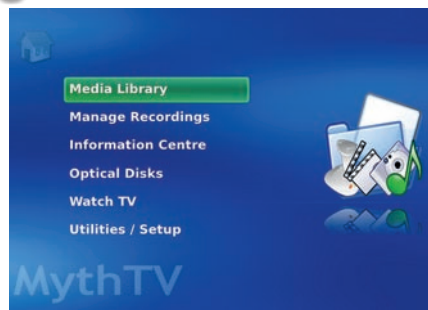 Media Library
Manage Recordings
Information Centre
Optical Disks
Watch TV
Utilities / Setup
MythTV